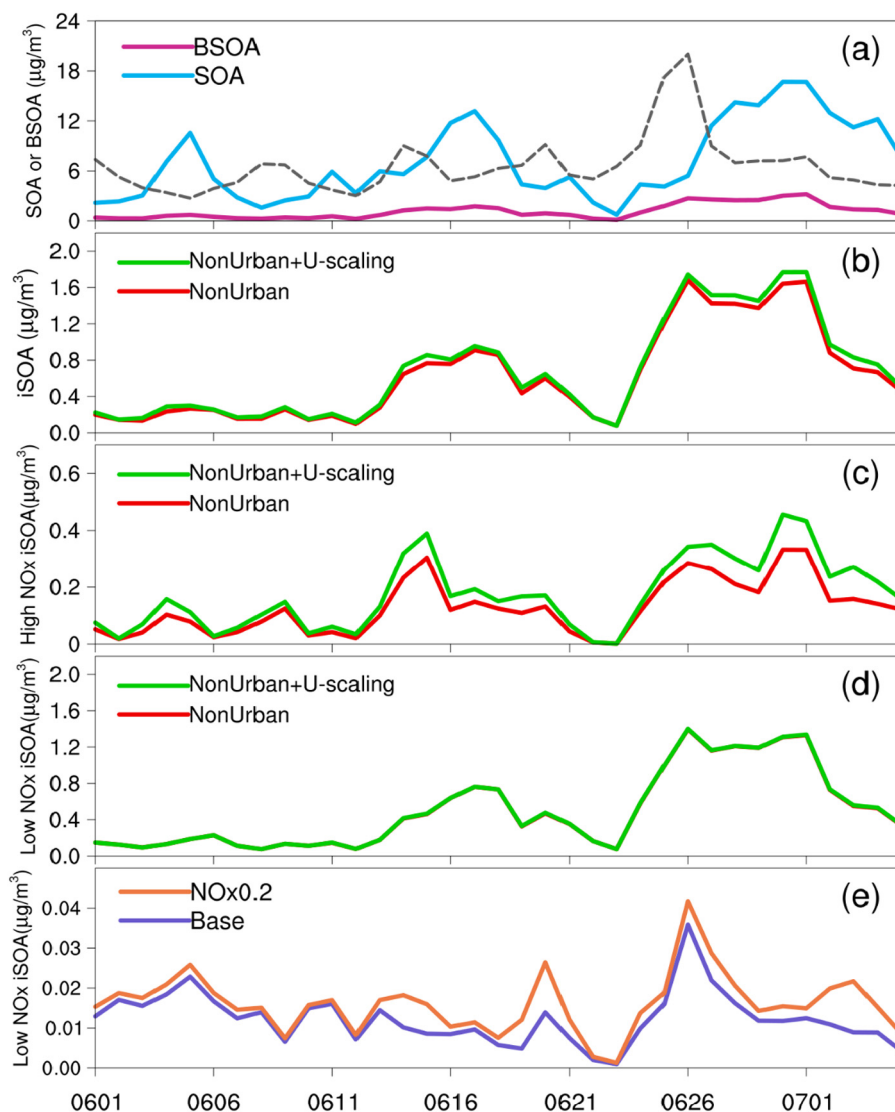 24
18
12
6
0
SOA or BSOA (μg/m³)
BSOA
SOA
(a)
2.0
1.6
1.2
0.8
0.4
0.0
iSOA (μg/m³)
NonUrban+U-scaling
NonUrban
(b)
0.6
0.4
0.2
0
High NOx iSOA(μg/m³)
NonUrban+U-scaling
NonUrban
(c)
2.0
1.6
1.2
0.8
0.4
0.0
Low NOx iSOA(μg/m³)
NonUrban+U-scaling
NonUrban
(d)
0.04
0.03
0.02
0.01
0.00
Low NOx iSOA(μg/m³)
NOx0.2
Base
(e)
0601 0606 0611 0616 0621 0626 0701